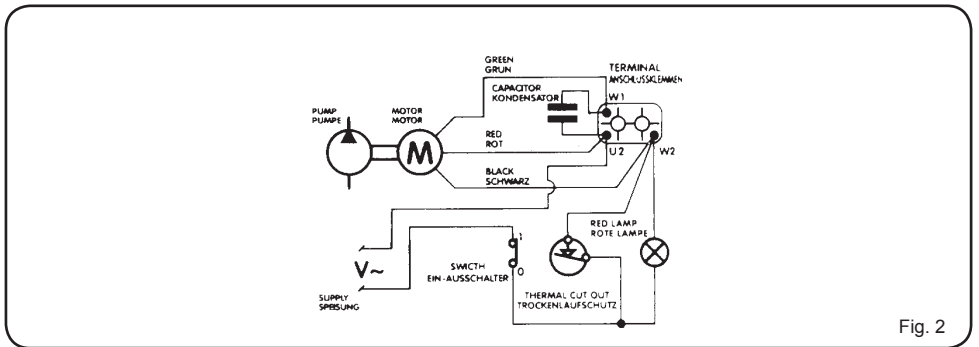 GREEN
GRUN
TERMINAL
ANSCHLUSSKLEMMEN
CAPACITOR
KONDENSATOR
W1
PUMP
PUMPE
MOTOR
MOTOR
M
RED
ROT
U2
W2
BLACK
SCHWARZ
RED LAMP
ROTE LAMPE
1
V~
SWICTH
EIN-AUSSCHALTER
0
SUPPLY
SPEISUNG
THERMAL CUT OUT
TROCKENLAUFSCHUTZ
Fig. 2